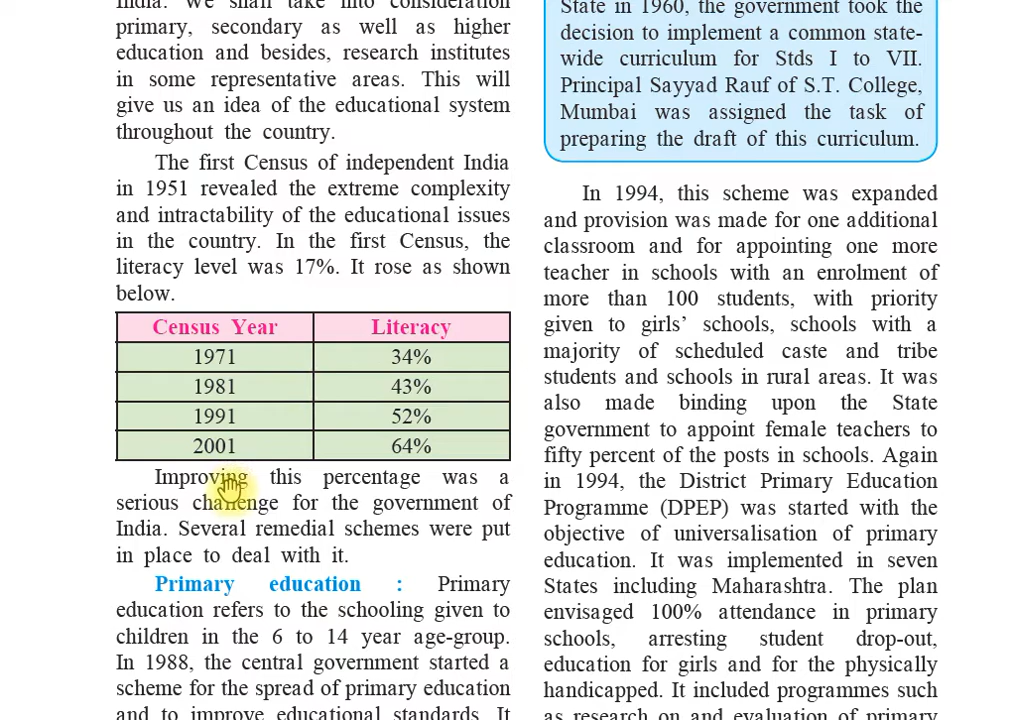 India. We shall take into consideration
primary, secondary as well as higher
education and besides, research institutes
in some representative areas. This will
give us an idea of the educational system
throughout the country.
The first Census of independent India
in 1951 revealed the extreme complexity
and intractability of the educational issues
in the country. In the first Census, the
literacy level was 17%. It rose as shown
below.
Census Year Literacy
1971 34%
1981 43%
1991 52%
2001 64%
Improving this percentage was a
serious challenge for the government of
India. Several remedial schemes were put
in place to deal with it.
Primary education : Primary
education refers to the schooling given to
children in the 6 to 14 year age-group.
In 1988, the central government started a
scheme for the spread of primary education
and to improve educational standards. It
State in 1960, the government took the
decision to implement a common state-
wide curriculum for Stds I to VII.
Principal Sayyad Rauf of S.T. College,
Mumbai was assigned the task of
preparing the draft of this curriculum.
In 1994, this scheme was expanded
and provision was made for one additional
classroom and for appointing one more
teacher in schools with an enrolment of
more than 100 students, with priority
given to girls’ schools, schools with a
majority of scheduled caste and tribe
students and schools in rural areas. It was
also made binding upon the State
government to appoint female teachers to
fifty percent of the posts in schools. Again
in 1994, the District Primary Education
Programme (DPEP) was started with the
objective of universalisation of primary
education. It was implemented in seven
States including Maharashtra. The plan
envisaged 100% attendance in primary
schools, arresting student drop-out,
education for girls and for the physically
handicapped. It included programmes such
as research on and evaluation of primary